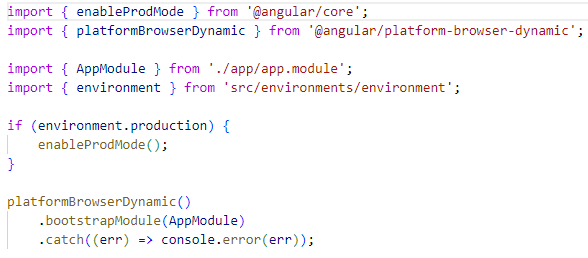 import { enableProdMode } from '@angular/core';
import { platformBrowserDynamic } from '@angular/platform-browser-dynamic';
import { AppModule } from './app/app.module';
import { environment } from 'src/environments/environment';
if (environment.production) {
enableProdMode();
}
platformBrowserDynamic()
.bootstrapModule(AppModule)
.catch((err) => console.error(err));